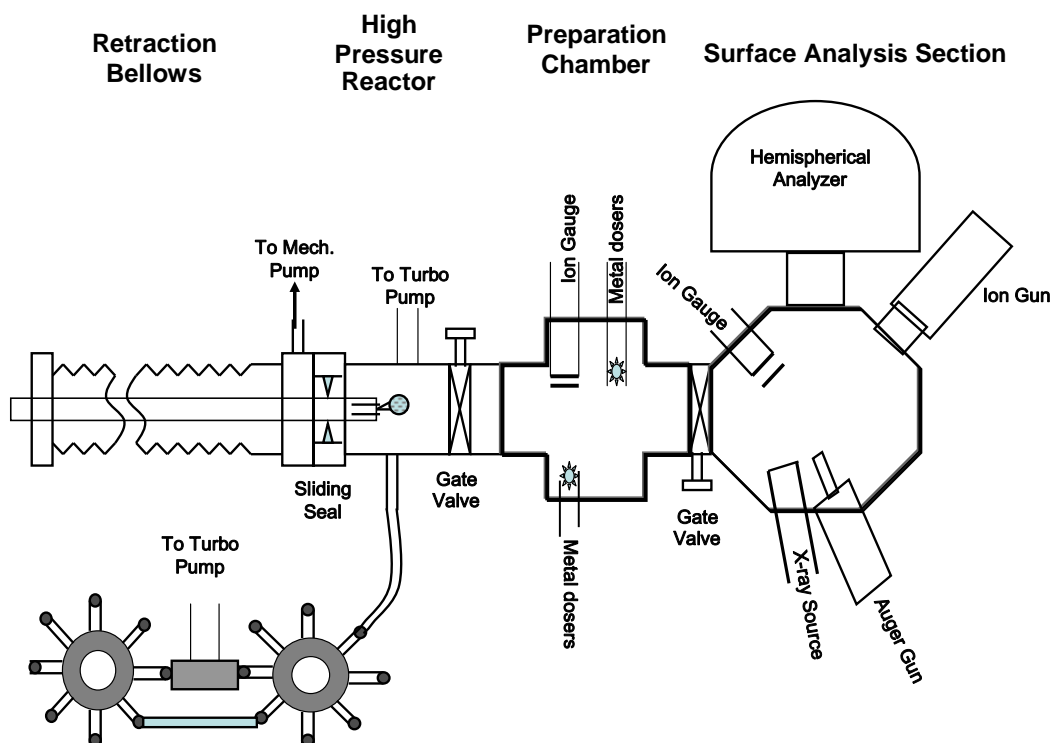 Retraction
Bellows
High
Pressure
Reactor
Preparation
Chamber
Surface Analysis Section
Hemispherical
Analyzer
Ion Gauge
Metal dosers
Ion Gauge
Ion Gun
To Mech.
Pump
To Turbo
Pump
Sliding
Seal
Gate
Valve
Gate
Valve
To Turbo
Pump
Metal dosers
X-ray Source
Auger Gun